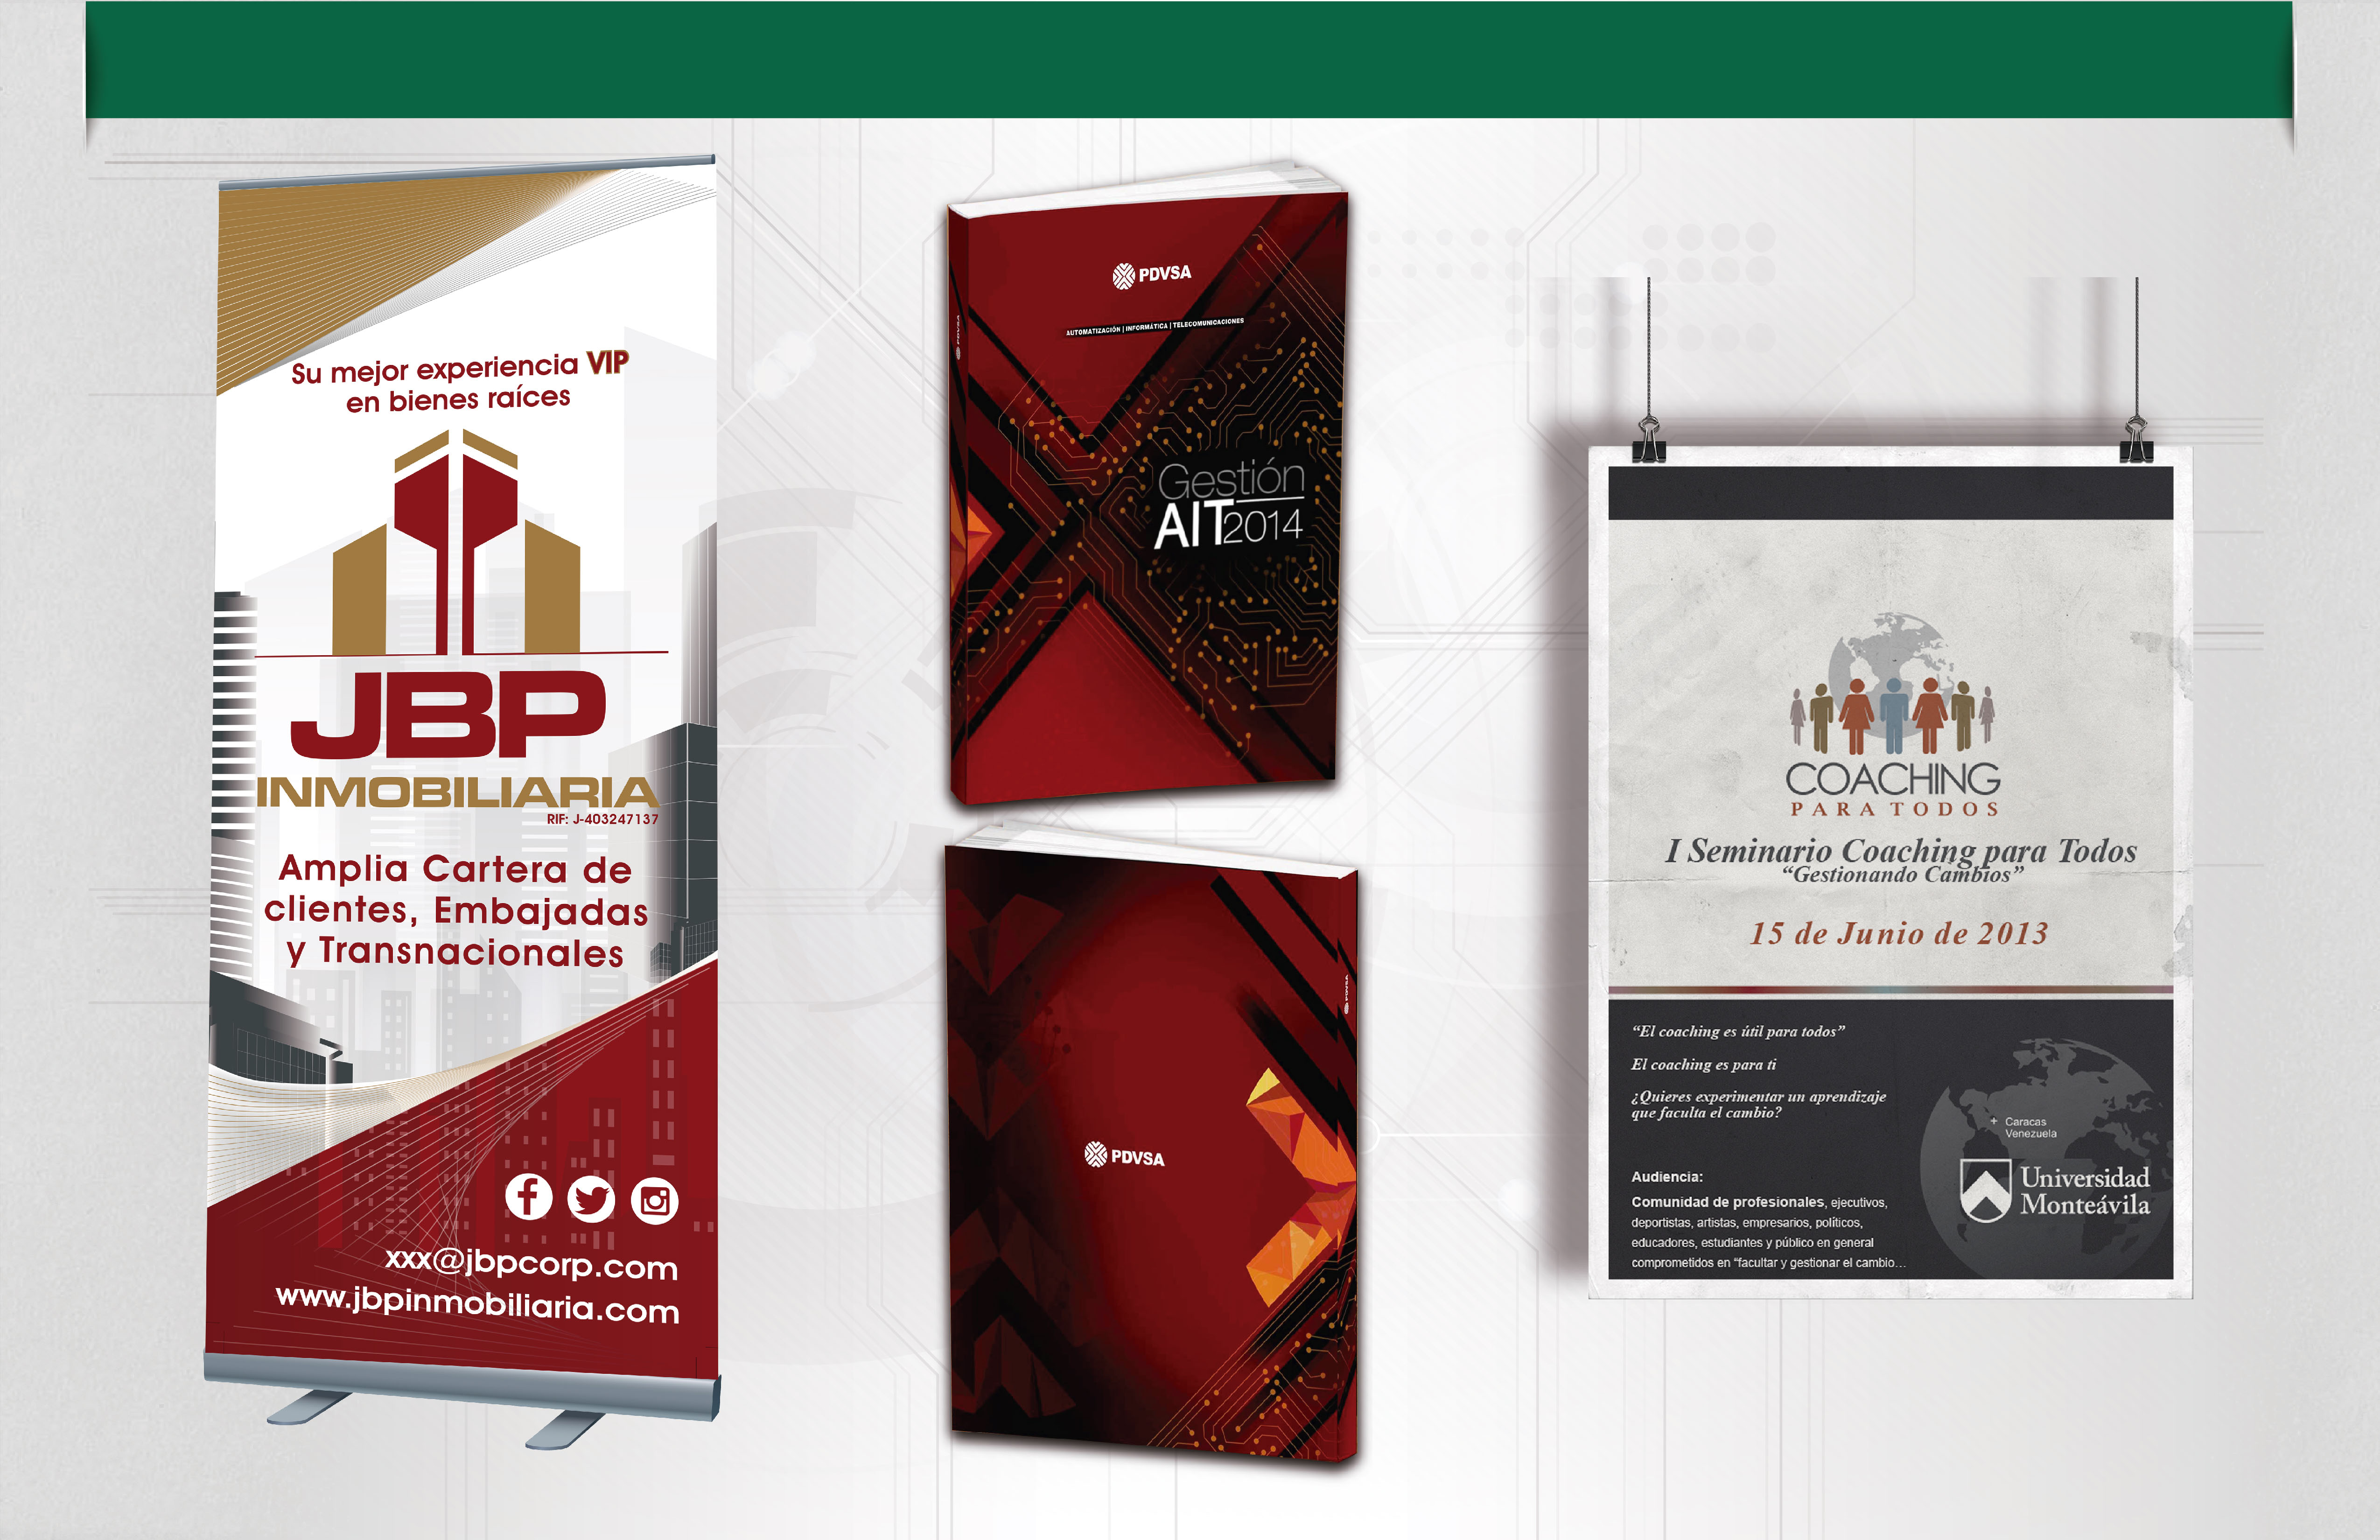 Su mejor experiencia VIP
en bienes raíces
JBP
INMOBILIARIA
RIF: J-403247137
Amplia Cartera de
clientes, Embajadas
y Transnacionales
xxx@jbpcorp.com
www.jbpinmobiliaria.com
PDVSA
AUTOMATIZACIÓN | INFORMÁTICA | TELECOMUNICACIONES
PDVSA
Gestión
AIT2014
PDVSA
PDVSA
COACHING
PARA TODOS
I Seminario Coaching para Todos
“Gestionando Cambios”
15 de Junio de 2013
“El coaching es útil para todos”
El coaching es para ti
¿Quieres experimentar un aprendizaje
que faculta el cambio?
+ Caracas
Venezuela
Universidad
Monteávila
Audiencia:
Comunidad de profesionales, ejecutivos,
deportistas, artistas, empresarios, políticos,
educadores, estudiantes y público en general
comprometidos en “facultar y gestionar el cambio...